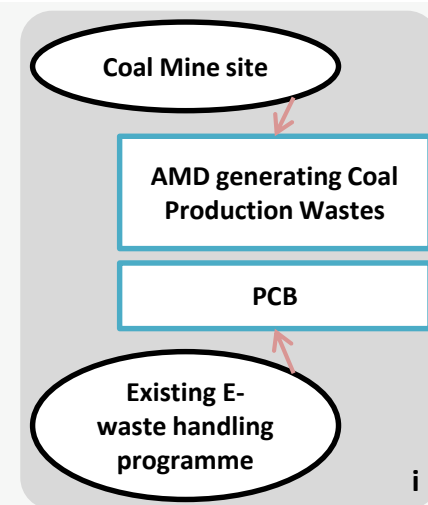 Coal Mine site
AMD generating Coal
Production Wastes
PCB
Existing E-
waste handling
programme
i